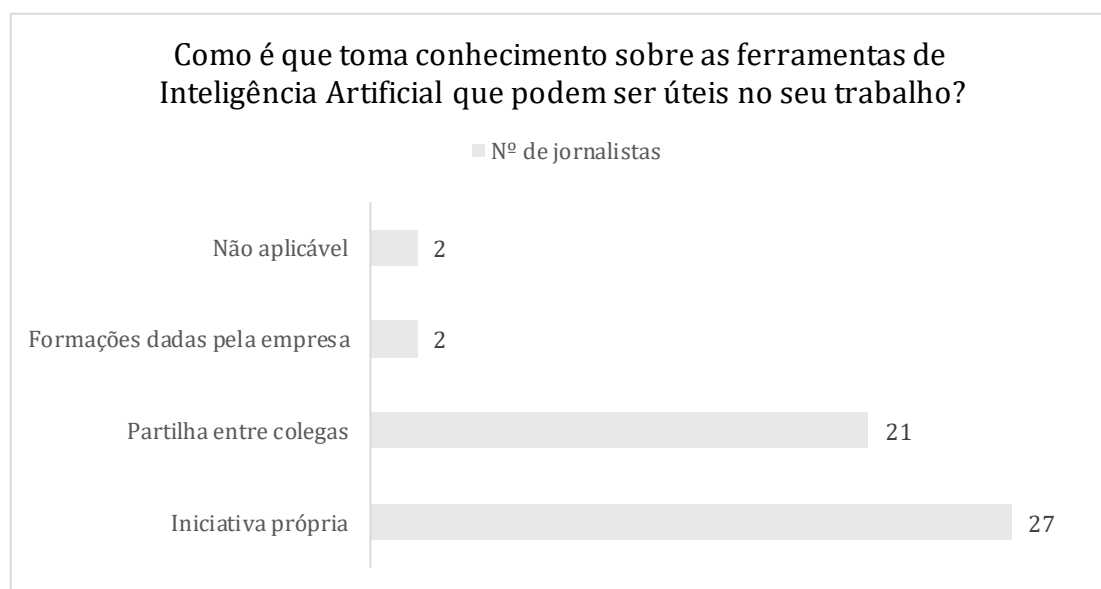 Como é que toma conhecimento sobre as ferramentas de
Inteligência Artificial que podem ser úteis no seu trabalho?
Nº de jornalistas
Não aplicável 2
Formações dadas pela empresa 2
Partilha entre colegas 21
Iniciativa própria 27